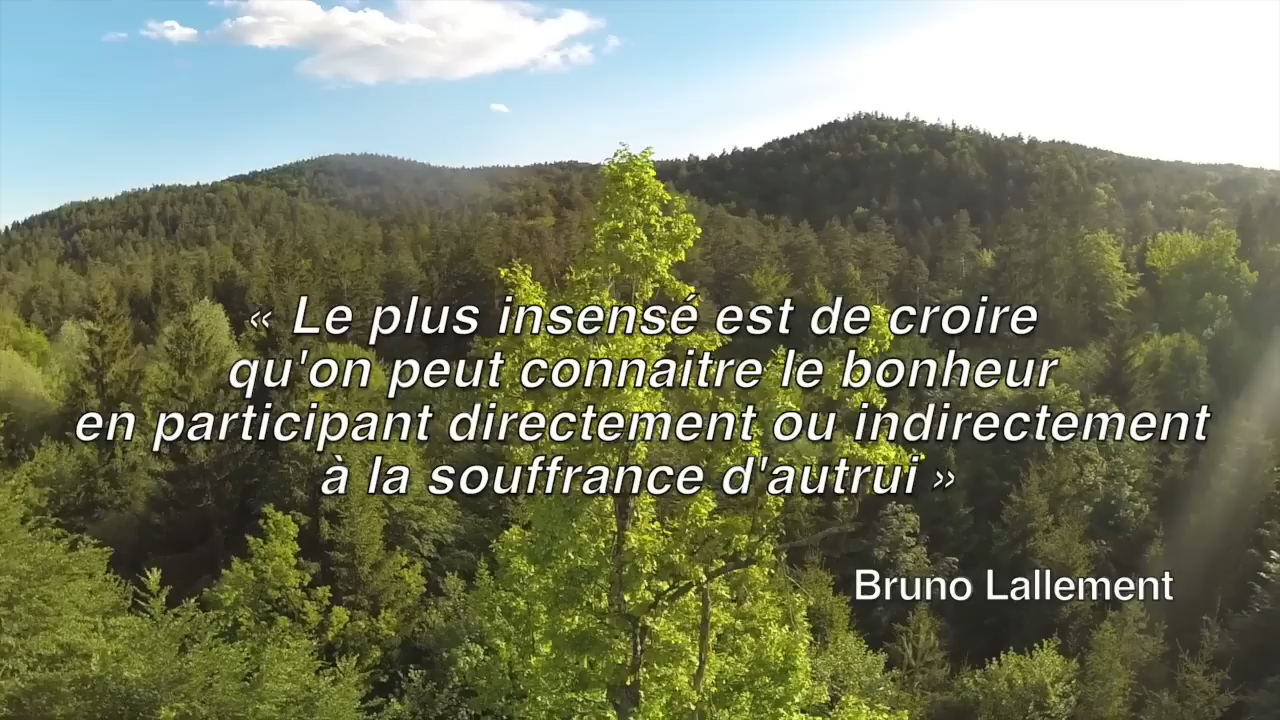 « Le plus insensé est de croire
qu'on peut connaitre le bonheur
en participant directement ou indirectement
à la souffrance d'autrui »
Bruno Lallement